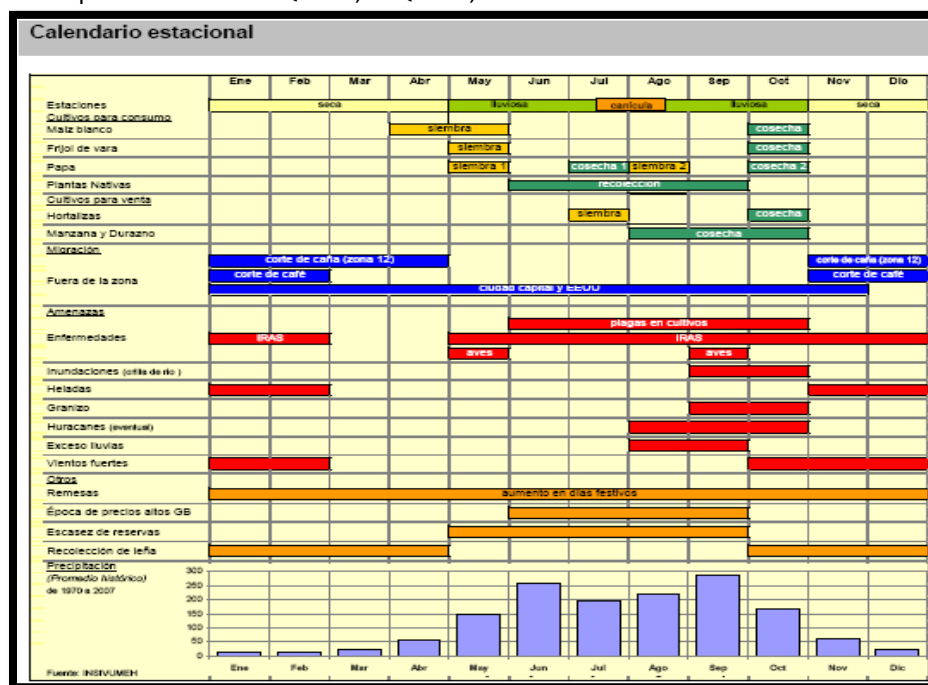 Calendario estacional
Ene Feb Mar Abr May Jun Jul Ago Sep Oct Nov Dic
Estaciones seca lluviosa canícula lluviosa seca
Cultivos para consumo
Maíz blanco siembra cosecha
Frijol de vara siembra cosecha
Papa siembra 1 cosecha 1 siembra 2 cosecha 2
Plantas Nativas recolección
Cultivos para venta
Hortalizas siembra cosecha
Manzana y Durazno cosecha
Migración
corte de caña (zona 12) corte de caña (zona 12)
Fuera de la zona corte de café corte de café
ciudad capital y EEUU
Amenazas
plagas en cultivos
Enfermedades IRAS IRAS
aves aves
Inundaciones (orilla de río )
Heladas
Granizo
Huracanes (eventual)
Exceso lluvias
Vientos fuertes
Otros
Remesas aumento en días festivos
Época de precios altos GB
Escasez de reservas
Recolección de leña
Precipitación
(Promedio histórico)
de 1970 a 2007
300
250
200
150
100
50
0
Ene Feb Mar Abr May Jun Jul Ago Sep Oct Nov Dic
Fuente: INSIVUMEH